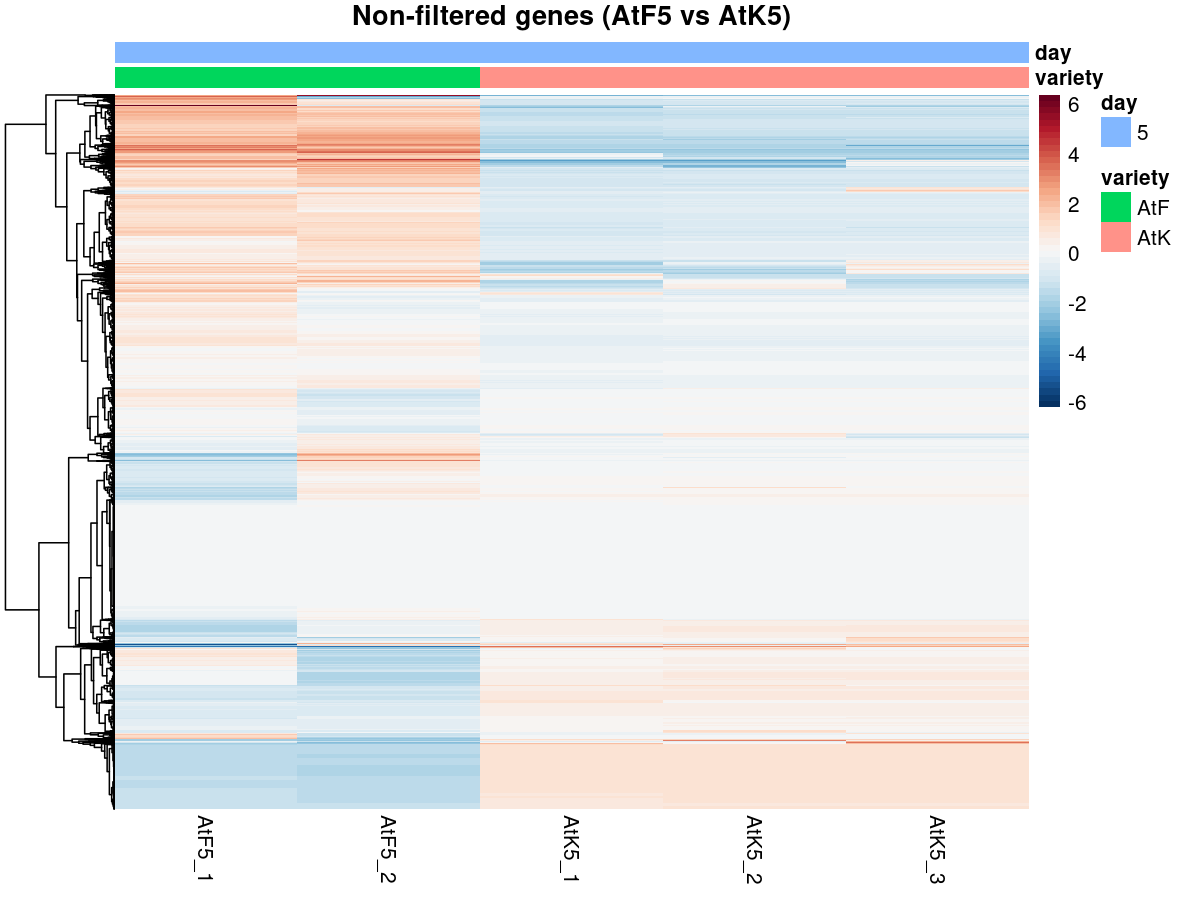 Non-filtered genes (AtF5 vs AtK5)
day
variety
6
4
2
0
-2
-4
-6
day
5
variety
AtF
AtK
AtF5_1
AtF5_2
AtK5_1
AtK5_2
AtK5_3